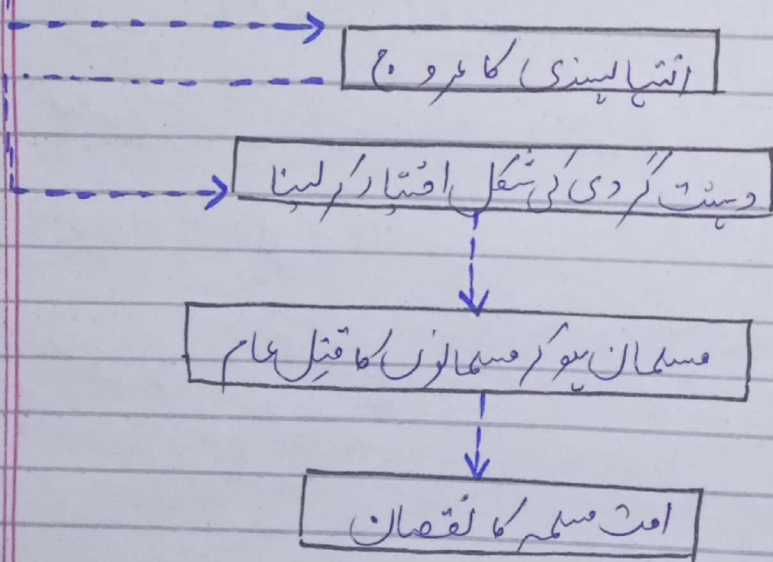 انتہا پسندی کا عروج
دہشت گردی کی شکل اختیار کر لینا
مسلمان ہو کر مسلمانوں کا قتل عام
امت مسلمہ کا نقصان